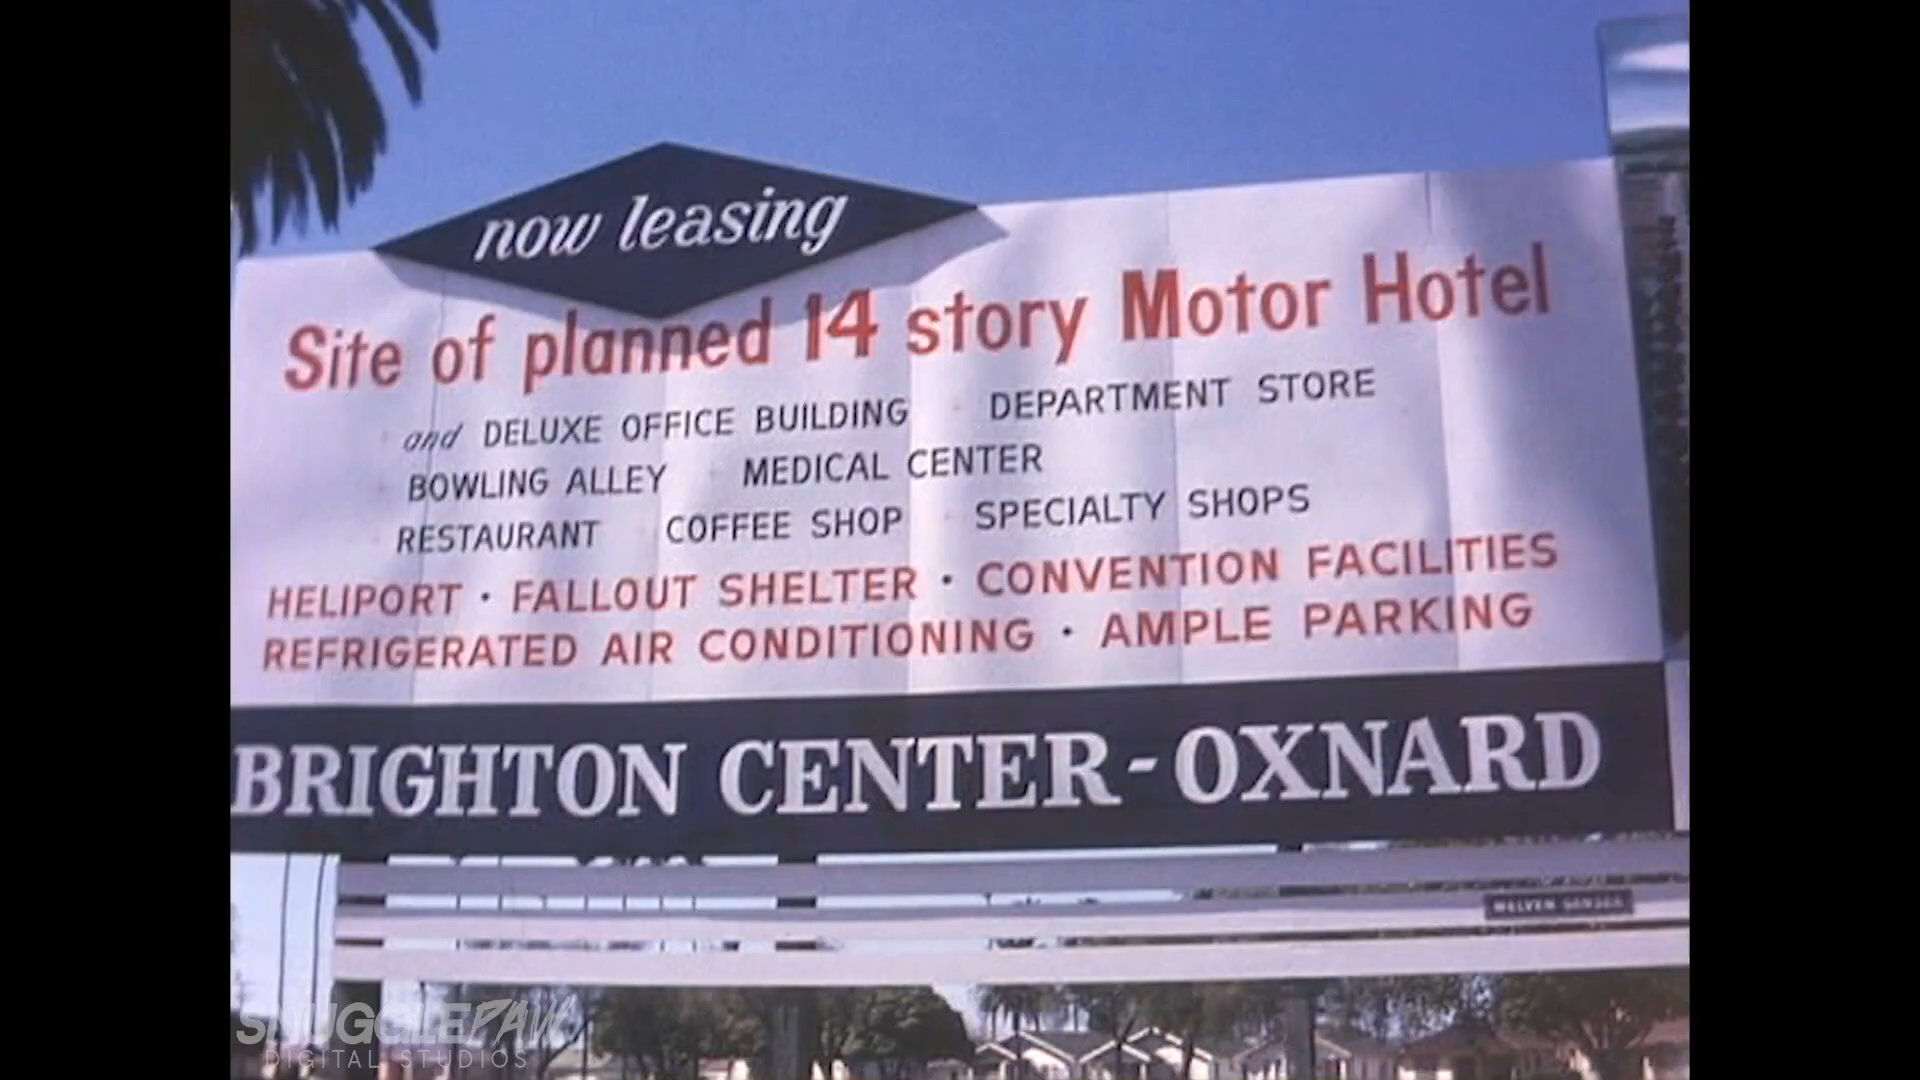 now leasing
Site of planned 14 story Motor Hotel
and DELUXE OFFICE BUILDING DEPARTMENT STORE
BOWLING ALLEY MEDICAL CENTER
RESTAURANT COFFEE SHOP SPECIALTY SHOPS
HELIPORT · FALLOUT SHELTER · CONVENTION FACILITIES
REFRIGERATED AIR CONDITIONING · AMPLE PARKING
BRIGHTON CENTER - OXNARD
MELVEN
SNUGGLEPAW
DIGITAL STUDIOS